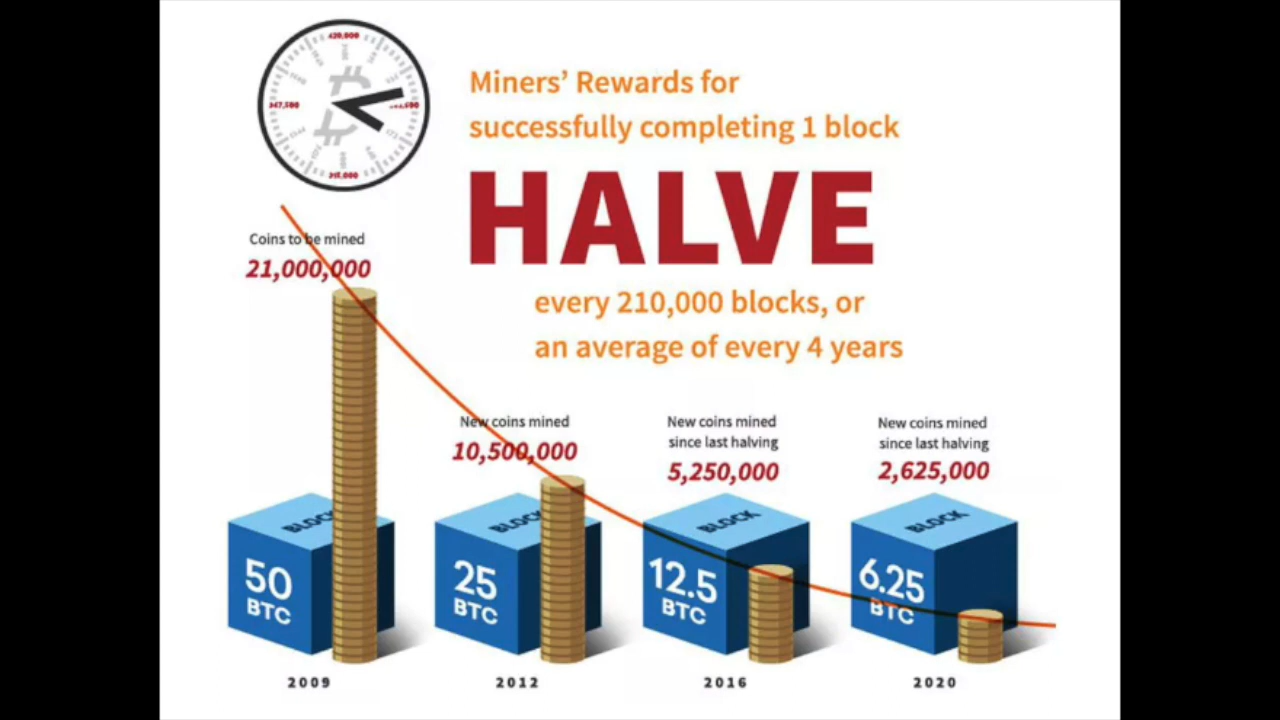 420,000
Miners' Rewards for
successfully completing 1 block
HALVE
every 210,000 blocks, or
an average of every 4 years
Coins to be mined
21,000,000
New coins mined
10,500,000
New coins mined
since last halving
5,250,000
New coins mined
since last halving
2,625,000
BLOCK
50
BTC
BLOCK
25
BTC
BLOCK
12.5
BTC
BLOCK
6.25
BTC
2009
2012
2016
2020